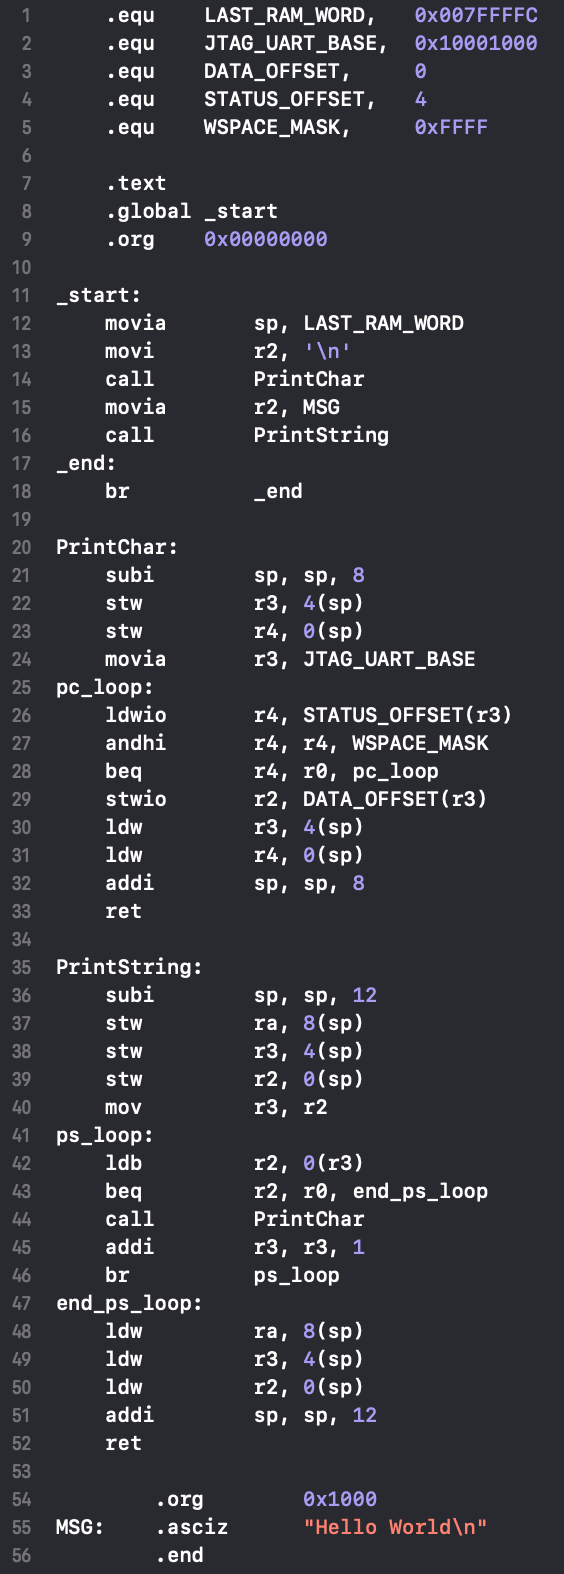 1 .equ LAST_RAM_WORD, 0x007FFFFC
2 .equ JTAG_UART_BASE, 0x10001000
3 .equ DATA_OFFSET, 0
4 .equ STATUS_OFFSET, 4
5 .equ WSPACE_MASK, 0xFFFF
6
7 .text
8 .global _start
9 .org 0x00000000
10
11 _start:
12 movia sp, LAST_RAM_WORD
13 movi r2, '\n'
14 call PrintChar
15 movia r2, MSG
16 call PrintString
17 _end:
18 br _end
19
20 PrintChar:
21 subi sp, sp, 8
22 stw r3, 4(sp)
23 stw r4, 0(sp)
24 movia r3, JTAG_UART_BASE
25 pc_loop:
26 ldwio r4, STATUS_OFFSET(r3)
27 andhi r4, r4, WSPACE_MASK
28 beq r4, r0, pc_loop
29 stwio r2, DATA_OFFSET(r3)
30 ldw r3, 4(sp)
31 ldw r4, 0(sp)
32 addi sp, sp, 8
33 ret
34
35 PrintString:
36 subi sp, sp, 12
37 stw ra, 8(sp)
38 stw r3, 4(sp)
39 stw r2, 0(sp)
40 mov r3, r2
41 ps_loop:
42 ldb r2, 0(r3)
43 beq r2, r0, end_ps_loop
44 call PrintChar
45 addi r3, r3, 1
46 br ps_loop
47 end_ps_loop:
48 ldw ra, 8(sp)
49 ldw r3, 4(sp)
50 ldw r2, 0(sp)
51 addi sp, sp, 12
52 ret
53
54 .org 0x1000
55 MSG: .asciz "Hello World\n"
56 .end